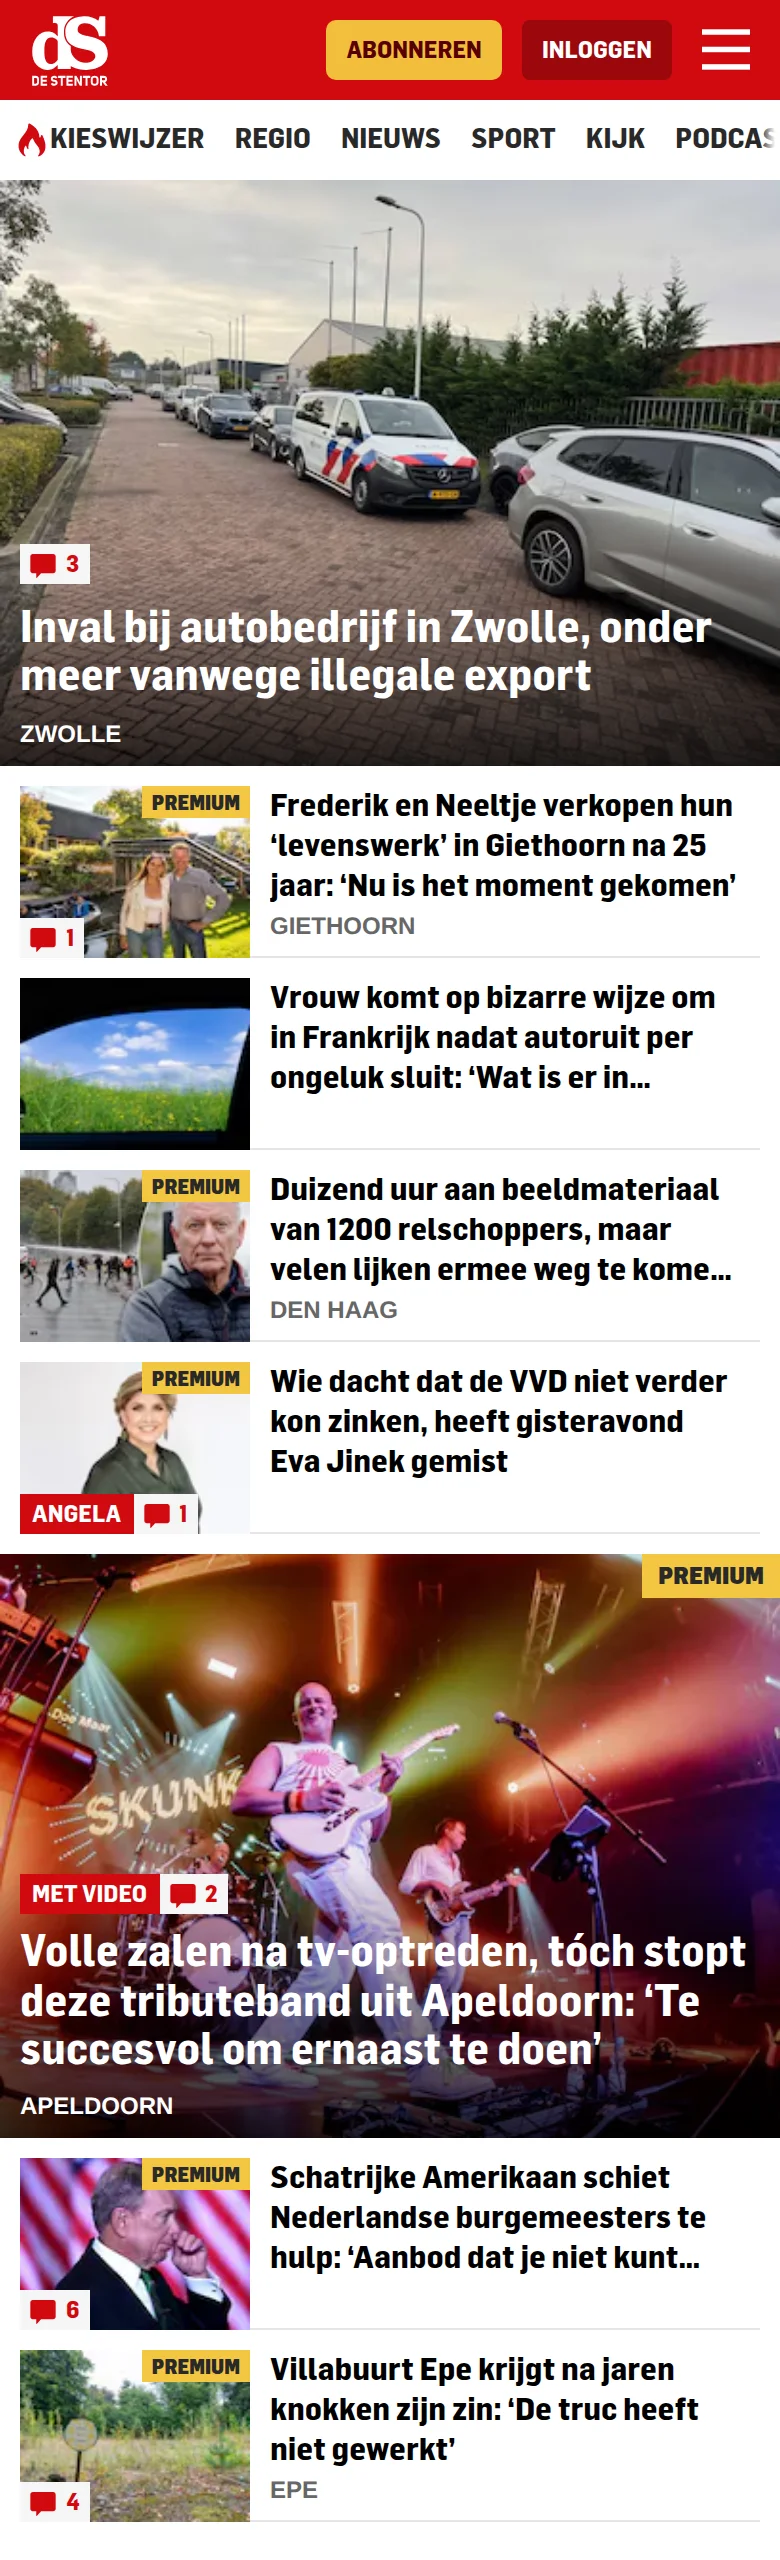 dS
DE STENTOR
ABONNEREN
INLOGGEN
KIESWIJZER REGIO NIEUWS SPORT KIJK PODCAS
3
Inval bij autobedrijf in Zwolle, onder
meer vanwege illegale export
ZWOLLE
PREMIUM
1
Frederik en Neeltje verkopen hun
‘levenswerk’ in Giethoorn na 25
jaar: ‘Nu is het moment gekomen’
GIETHOORN
Vrouw komt op bizarre wijze om
in Frankrijk nadat autoruit per
ongeluk sluit: ‘Wat is er in...
PREMIUM
Duizend uur aan beeldmateriaal
van 1200 relschoppers, maar
velen lijken ermee weg te kome...
DEN HAAG
PREMIUM
ANGELA
1
Wie dacht dat de VVD niet verder
kon zinken, heeft gisteravond
Eva Jinek gemist
PREMIUM
Doe Maar
SKUNK
MET VIDEO
2
Volle zalen na tv-optreden, tóch stopt
deze tributeband uit Apeldoorn: ‘Te
succesvol om ernaast te doen’
APELDOORN
PREMIUM
6
Schatrijke Amerikaan schiet
Nederlandse burgemeesters te
hulp: ‘Aanbod dat je niet kunt...
PREMIUM
4
Villabuurt Epe krijgt na jaren
knokken zijn zin: ‘De truc heeft
niet gewerkt’
EPE